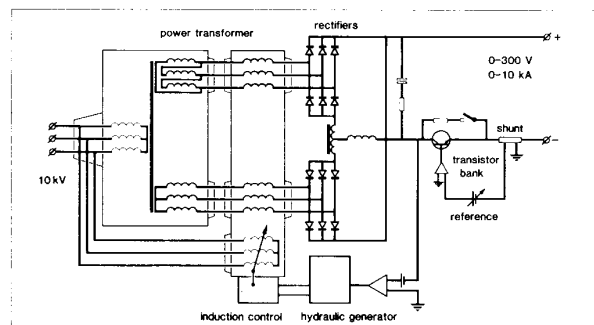 power transformer
rectifiers
+
0-300 V
0-10 kA
shunt
−
transistor
bank
10 kV
reference
induction control
hydraulic generator